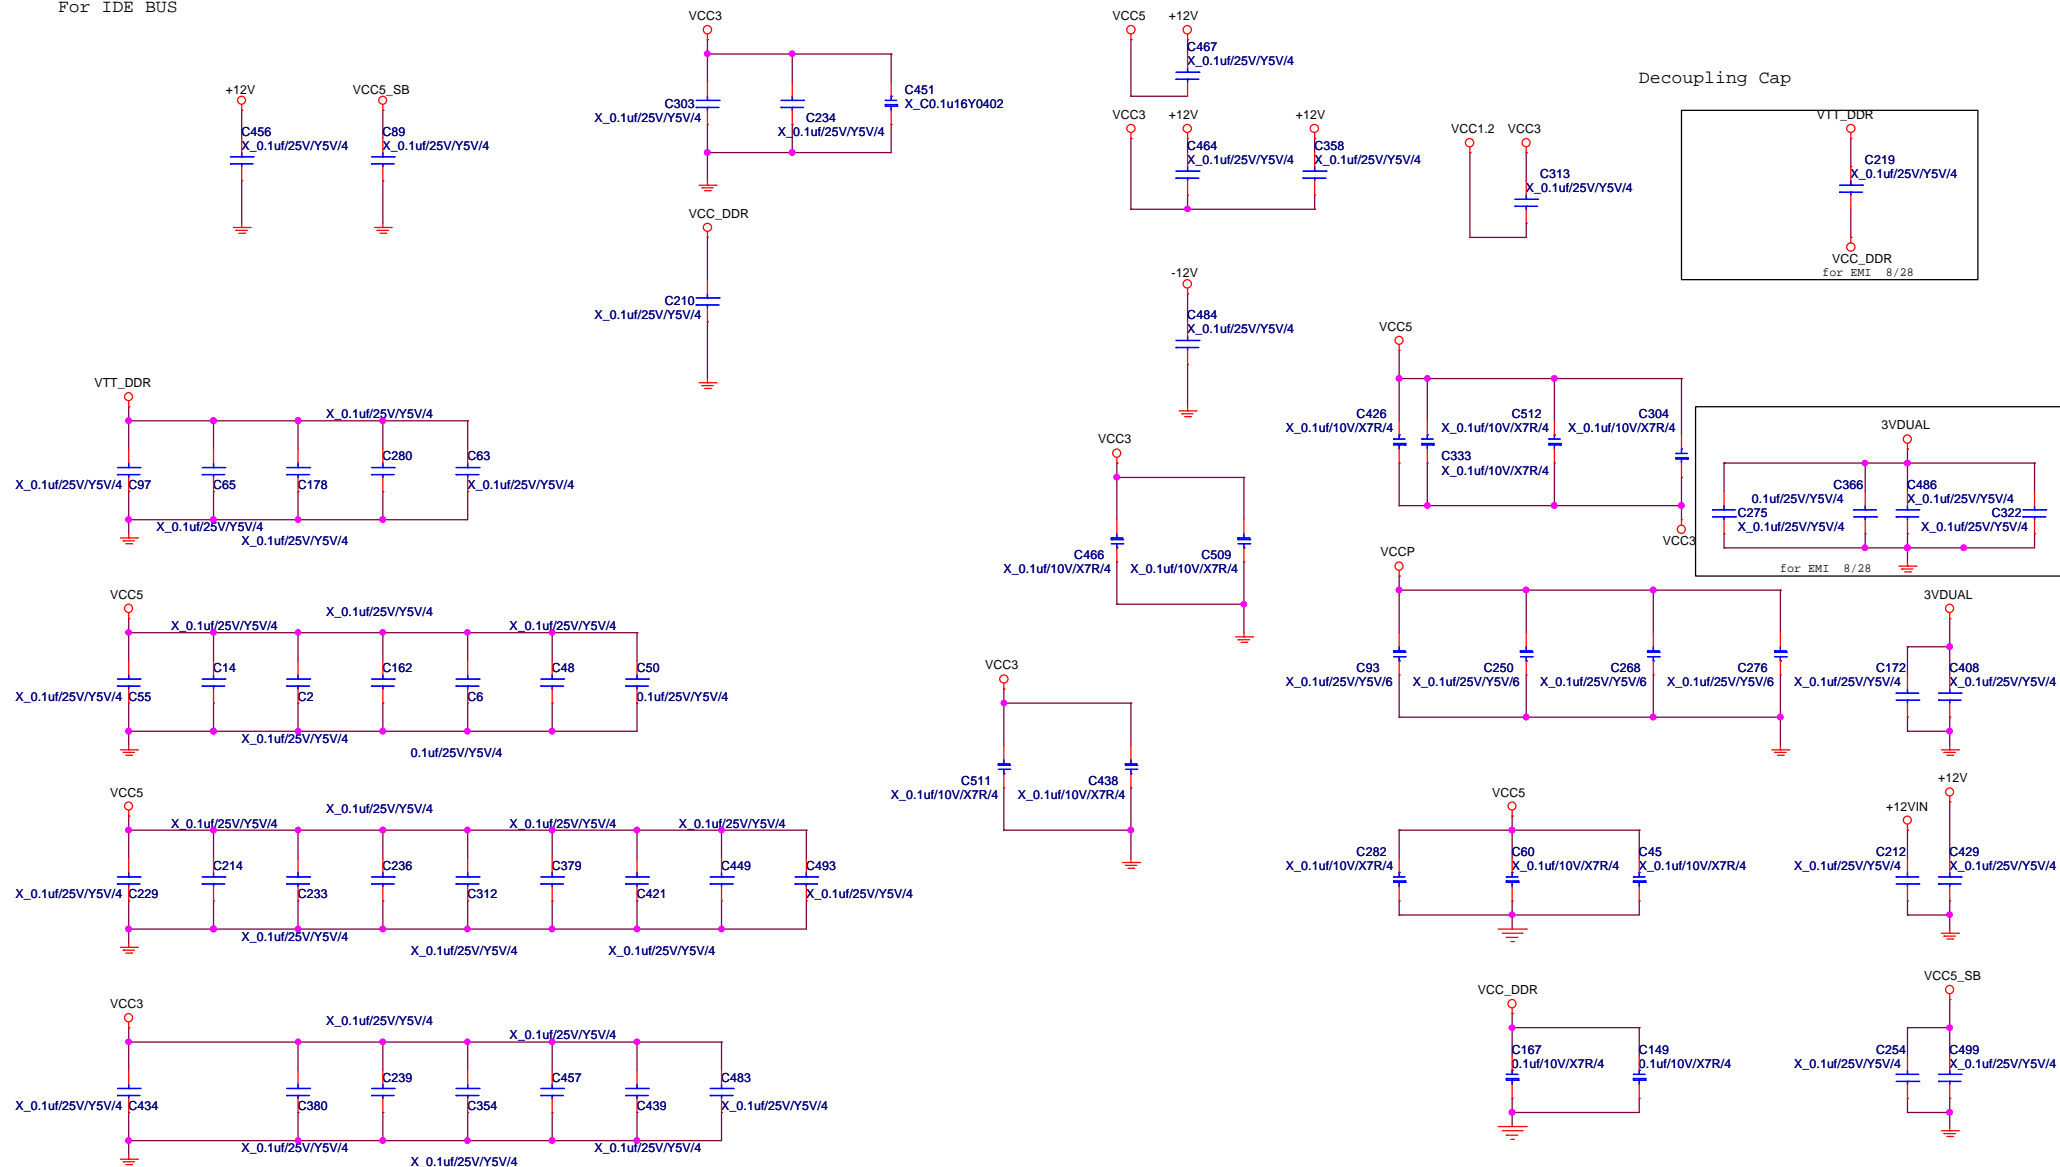 For IDE BUS
+12V
C456
X_0.1uf/25V/Y5V/4
VCC5_SB
C89
X_0.1uf/25V/Y5V/4
VCC3
C303
X_0.1uf/25V/Y5V/4
C234
X_0.1uf/25V/Y5V/4
C451
X_C0.1u16Y0402
VCC_DDR
C210
X_0.1uf/25V/Y5V/4
VCC5
+12V
C467
X_0.1uf/25V/Y5V/4
VCC3
+12V
C464
X_0.1uf/25V/Y5V/4
+12V
C358
X_0.1uf/25V/Y5V/4
VCC1.2
VCC3
C313
X_0.1uf/25V/Y5V/4
Decoupling Cap
VTT_DDR
C219
X_0.1uf/25V/Y5V/4
VCC_DDR
for EMI 8/28
-12V
C484
X_0.1uf/25V/Y5V/4
VTT_DDR
X_0.1uf/25V/Y5V/4
C280
C63
X_0.1uf/25V/Y5V/4
C97
C65
C178
X_0.1uf/25V/Y5V/4
X_0.1uf/25V/Y5V/4
X_0.1uf/25V/Y5V/4
VCC3
C466
X_0.1uf/10V/X7R/4
C509
X_0.1uf/10V/X7R/4
VCC5
C426
X_0.1uf/10V/X7R/4
C512
X_0.1uf/10V/X7R/4
C304
X_0.1uf/10V/X7R/4
C333
X_0.1uf/10V/X7R/4
VCC3
3VDUAL
C366
0.1uf/25V/Y5V/4
C486
X_0.1uf/25V/Y5V/4
C275
X_0.1uf/25V/Y5V/4
C322
X_0.1uf/25V/Y5V/4
for EMI 8/28
VCC5
X_0.1uf/25V/Y5V/4
X_0.1uf/25V/Y5V/4
X_0.1uf/25V/Y5V/4
C14
C162
C48
C50
X_0.1uf/25V/Y5V/4
C55
C2
C6
0.1uf/25V/Y5V/4
X_0.1uf/25V/Y5V/4
0.1uf/25V/Y5V/4
VCC3
C511
X_0.1uf/10V/X7R/4
C438
X_0.1uf/10V/X7R/4
VCCP
C93
X_0.1uf/25V/Y5V/6
C250
X_0.1uf/25V/Y5V/6
C268
X_0.1uf/25V/Y5V/6
C276
X_0.1uf/25V/Y5V/6
3VDUAL
C172
X_0.1uf/25V/Y5V/4
C408
X_0.1uf/25V/Y5V/4
VCC5
X_0.1uf/25V/Y5V/4
X_0.1uf/25V/Y5V/4
X_0.1uf/25V/Y5V/4
X_0.1uf/25V/Y5V/4
C214
C236
C379
C449
C493
X_0.1uf/25V/Y5V/4
C229
C233
C312
C421
X_0.1uf/25V/Y5V/4
X_0.1uf/25V/Y5V/4
X_0.1uf/25V/Y5V/4
X_0.1uf/25V/Y5V/4
VCC5
C282
X_0.1uf/10V/X7R/4
C60
X_0.1uf/10V/X7R/4
C45
X_0.1uf/10V/X7R/4
+12V
+12VIN
C212
X_0.1uf/25V/Y5V/4
C429
X_0.1uf/25V/Y5V/4
VCC3
X_0.1uf/25V/Y5V/4
X_0.1uf/25V/Y5V/4
C239
C457
C483
X_0.1uf/25V/Y5V/4
C434
C380
C354
C439
X_0.1uf/25V/Y5V/4
X_0.1uf/25V/Y5V/4
X_0.1uf/25V/Y5V/4
X_0.1uf/25V/Y5V/4
VCC_DDR
C167
0.1uf/10V/X7R/4
C149
0.1uf/10V/X7R/4
VCC5_SB
C254
X_0.1uf/25V/Y5V/4
C499
X_0.1uf/25V/Y5V/4